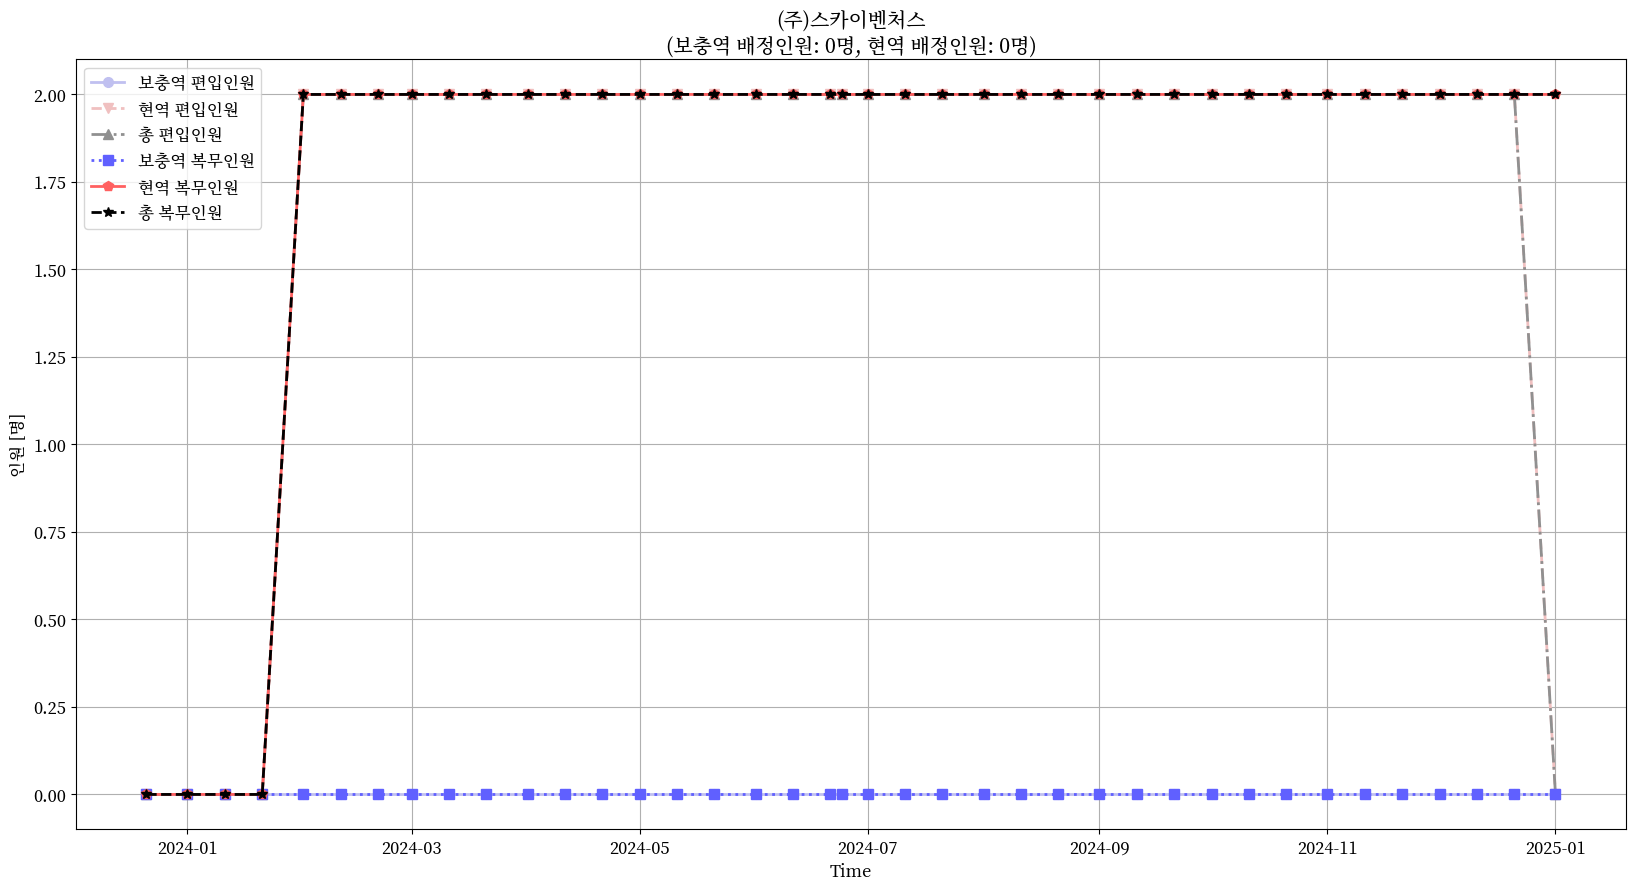 (주)스카이벤처스
(보충역 배정인원: 0명, 현역 배정인원: 0명)
보충역 편입인원
현역 편입인원
총 편입인원
보충역 복무인원
현역 복무인원
총 복무인원
2.00
1.75
1.50
1.25
1.00
0.75
0.50
0.25
0.00
인원 [명]
2024-01
2024-03
2024-05
2024-07
2024-09
2024-11
2025-01
Time